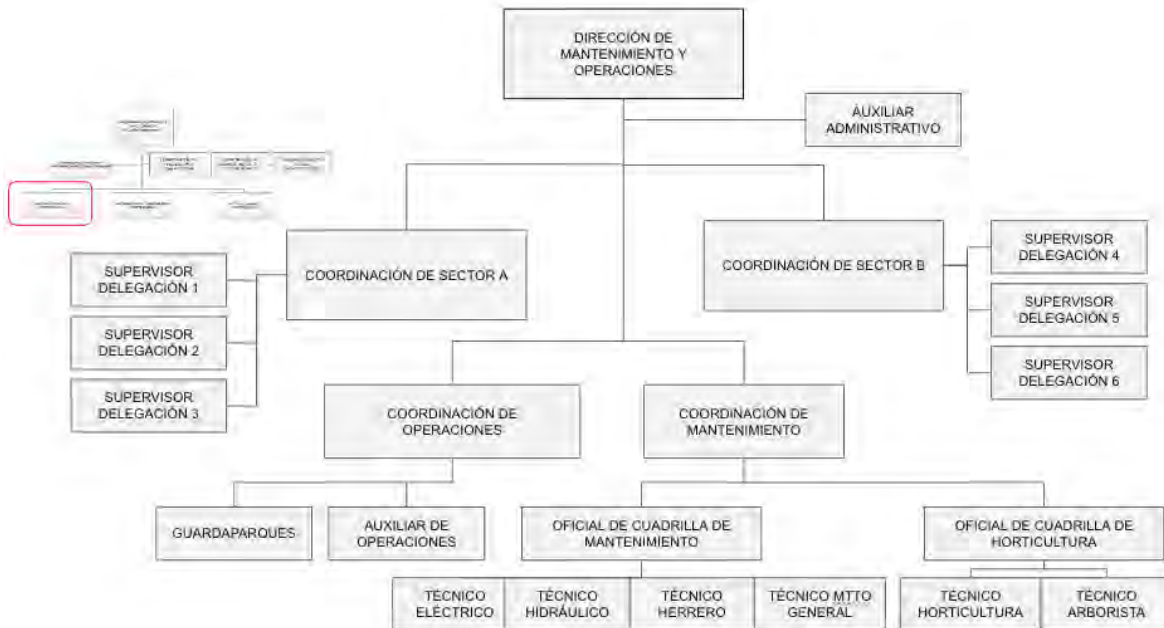 DIRECCIÓN DE
MANTENIMIENTO Y
OPERACIONES
AUXILIAR
ADMINISTRATIVO
COORDINACIÓN DE SECTOR A
COORDINACIÓN DE SECTOR B
SUPERVISOR
DELEGACIÓN 1
SUPERVISOR
DELEGACIÓN 2
SUPERVISOR
DELEGACIÓN 3
SUPERVISOR
DELEGACIÓN 4
SUPERVISOR
DELEGACIÓN 5
SUPERVISOR
DELEGACIÓN 6
COORDINACIÓN DE
OPERACIONES
COORDINACIÓN DE
MANTENIMIENTO
GUARDAPARQUES
AUXILIAR DE
OPERACIONES
OFICIAL DE CUADRILLA DE
MANTENIMIENTO
OFICIAL DE CUADRILLA DE
HORTICULTURA
TÉCNICO
ELÉCTRICO
TÉCNICO
HIDRÁULICO
TÉCNICO
HERRERO
TÉCNICO MTTO
GENERAL
TÉCNICO
HORTICULTURA
TÉCNICO
ARBORISTA